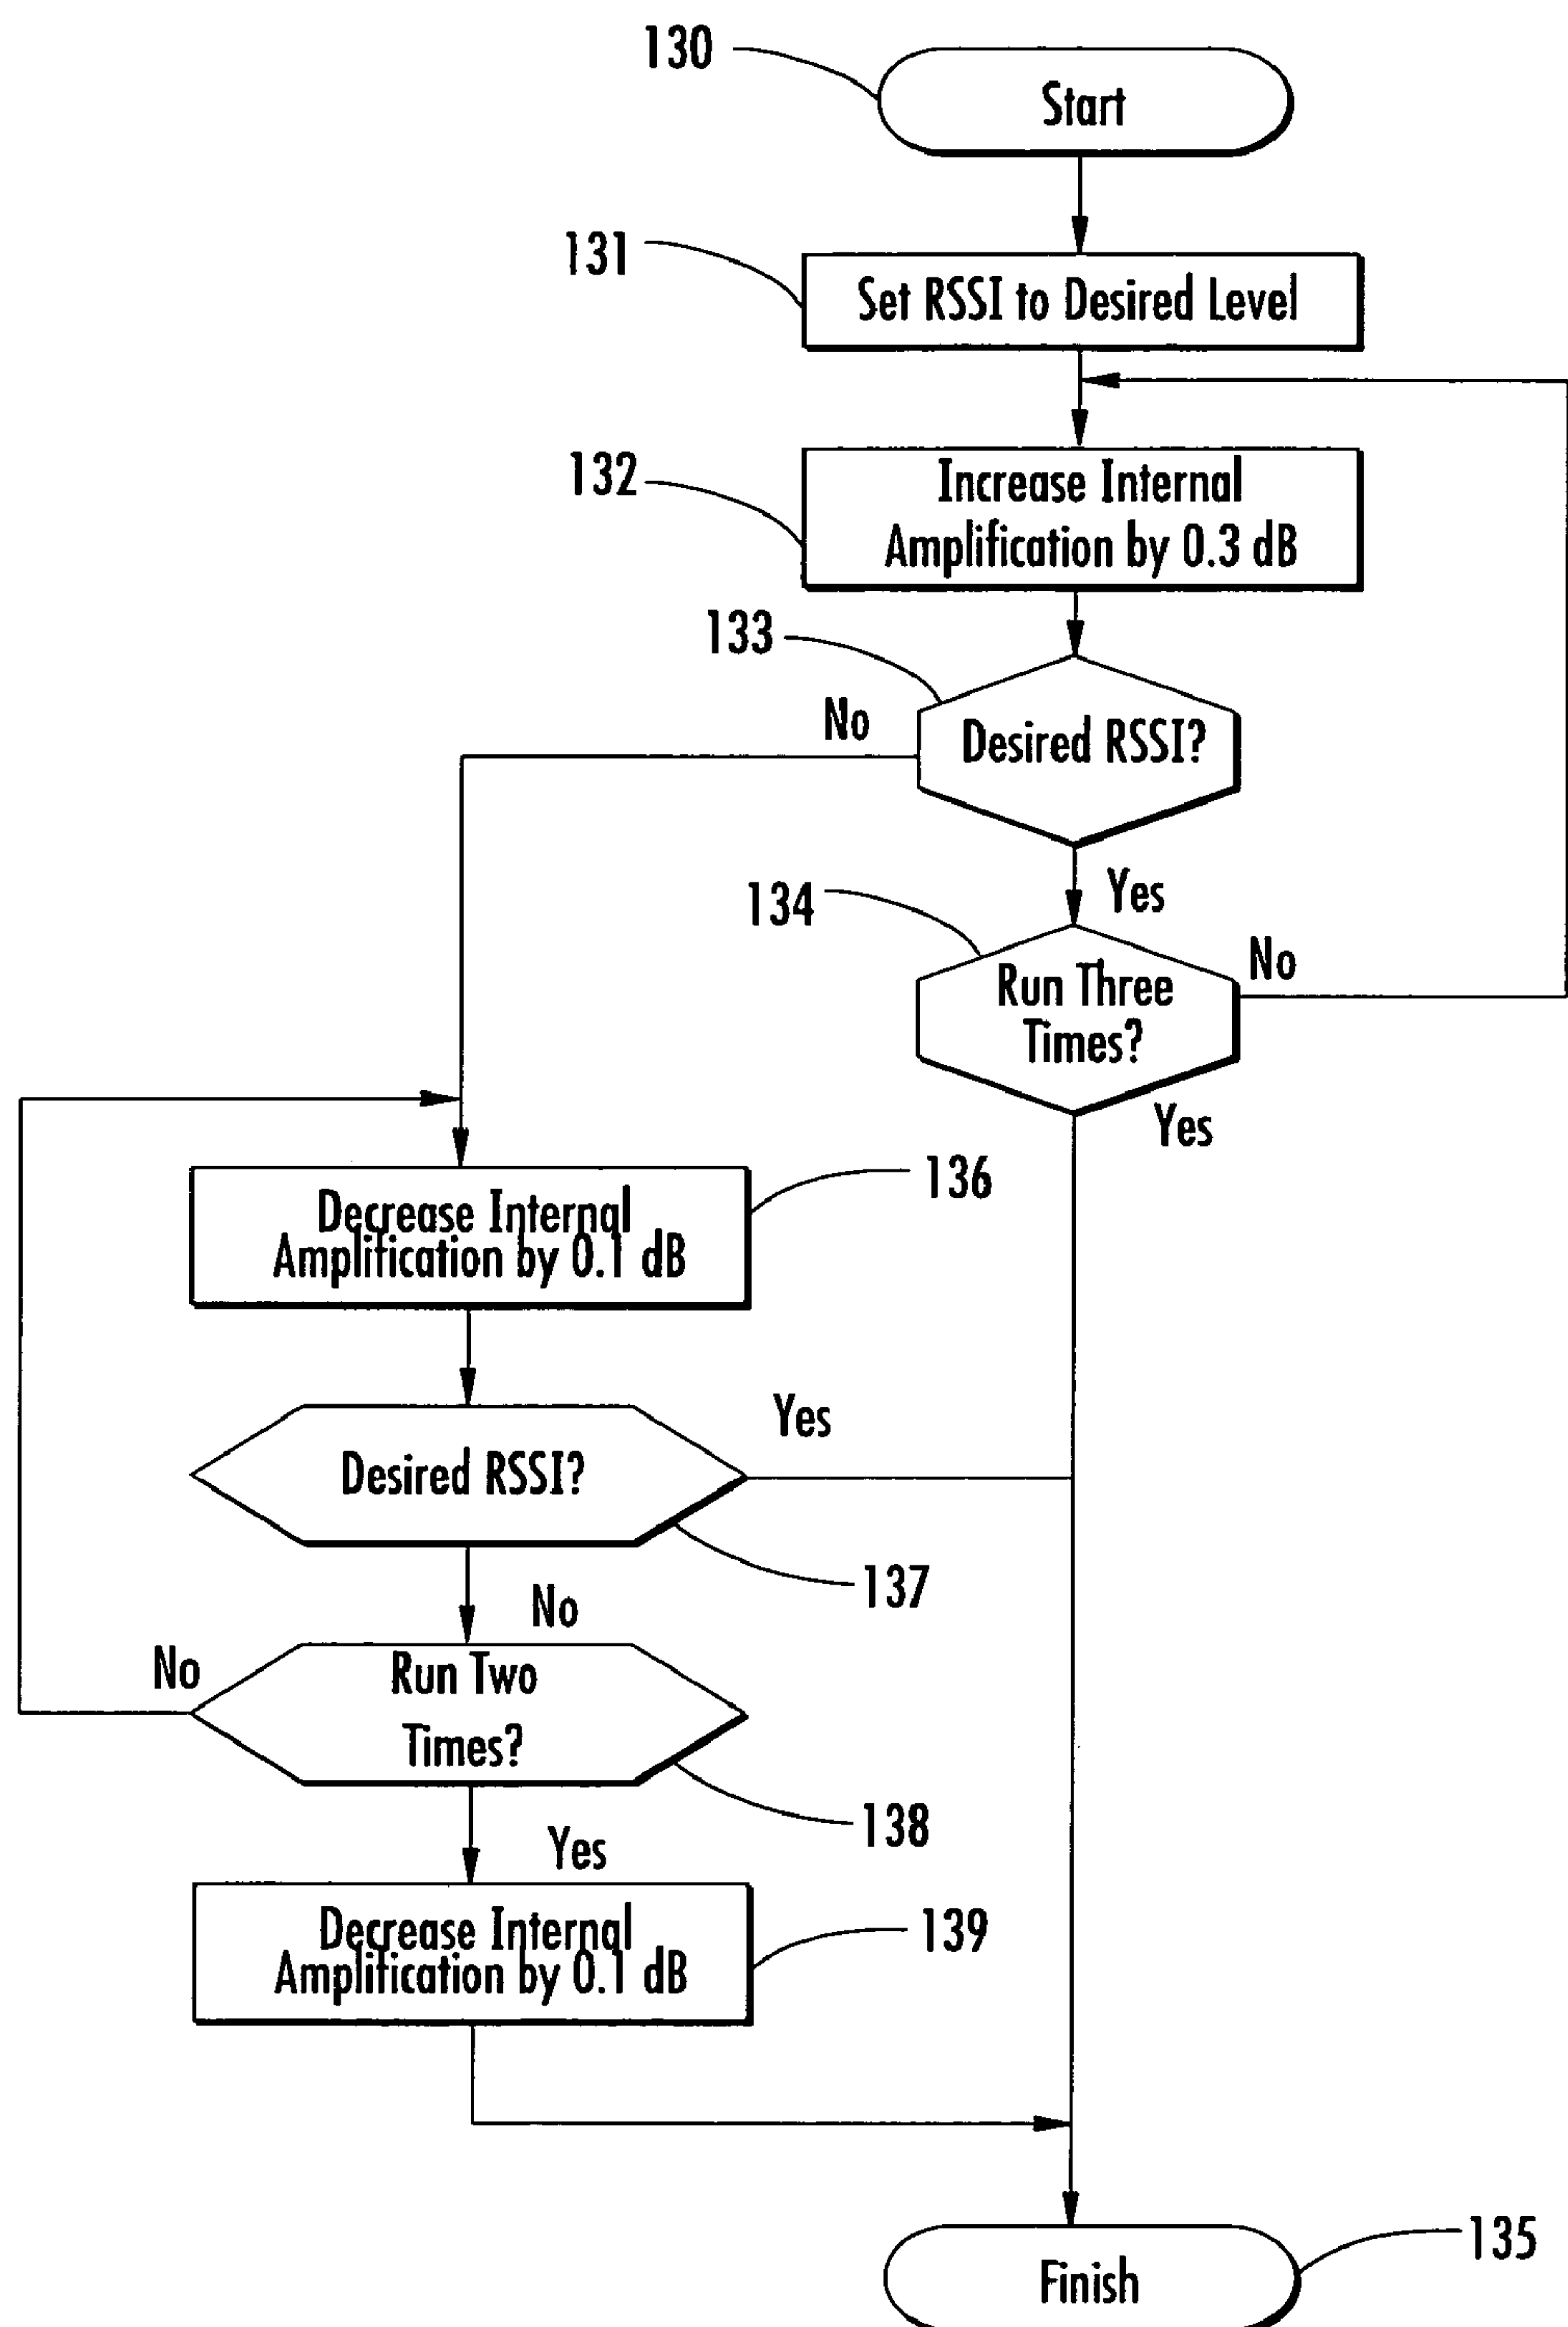 130
Start
131
Set RSSI to Desired Level
132
Increase Internal
Amplification by 0.3 dB
133
No
Desired RSSI?
Yes
134
No
Run Three
Times?
Yes
136
Decrease Internal
Amplification by 0.1 dB
Yes
Desired RSSI?
137
No
No
Run Two
Times?
138
Yes
139
Decrease Internal
Amplification by 0.1 dB
135
Finish